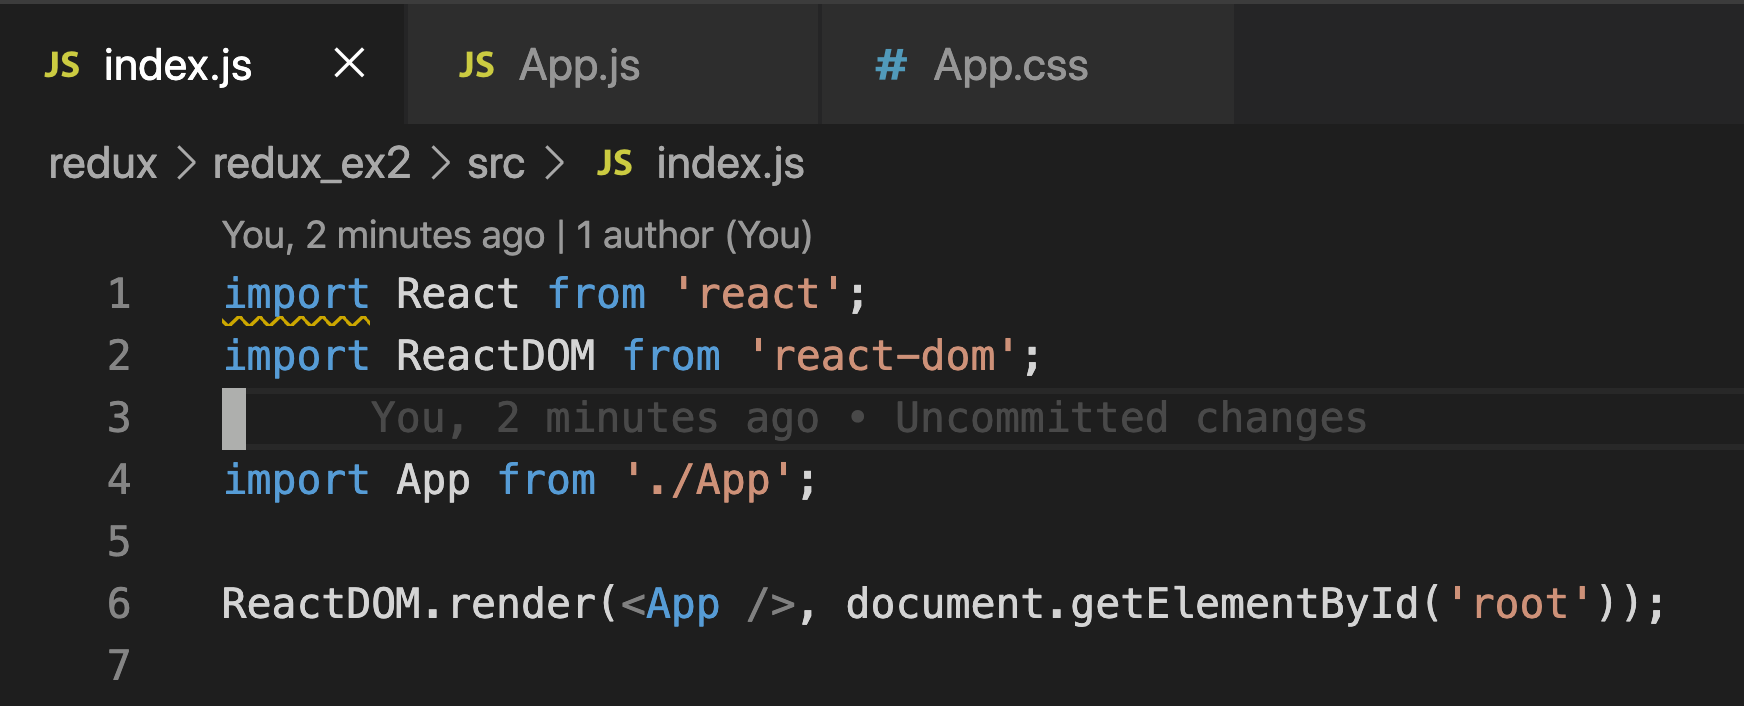 JS index.js × JS App.js # App.css
redux > redux_ex2 > src > JS index.js
You, 2 minutes ago | 1 author (You)
1 import React from 'react';
2 import ReactDOM from 'react-dom';
3 You, 2 minutes ago • Uncommitted changes
4 import App from './App';
5
6 ReactDOM.render(<App />, document.getElementById('root'));
7